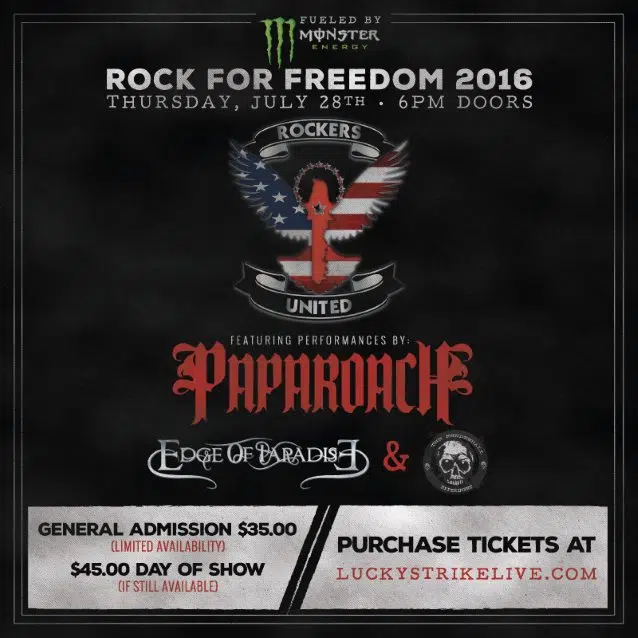 FUELED BY
MONSTER
ENERGY
ROCK FOR FREEDOM 2016
THURSDAY, JULY 28TH · 6PM DOORS
ROCKERS
UNITED
FEATURING PERFORMANCES BY:
PAPAROACH
EDGE OF PARADISE
&
GENERAL ADMISSION $35.00
(LIMITED AVAILABILITY)
$45.00 DAY OF SHOW
(IF STILL AVAILABLE)
PURCHASE TICKETS AT
LUCKYSTRIKELIVE.COM